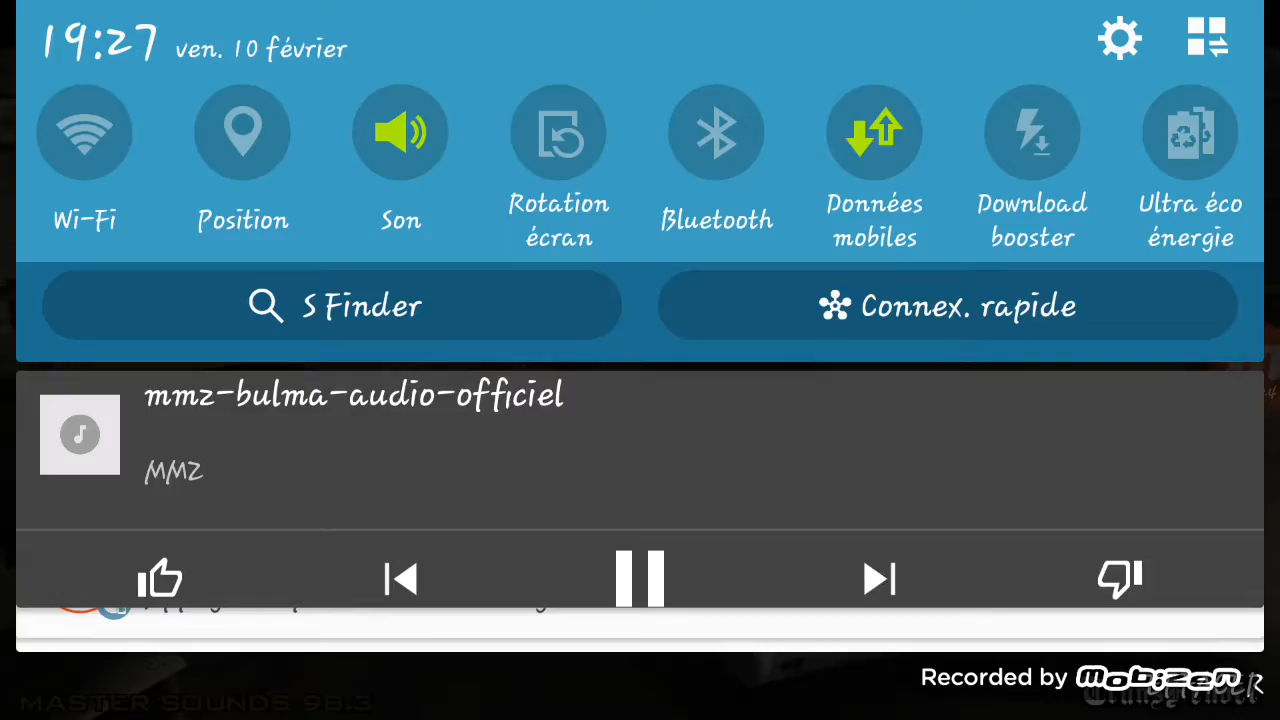 19:27 ven. 10 février
Wi-Fi
Position
Son
Rotation
écran
Bluetooth
Données
mobiles
Download
booster
Ultra éco
énergie
S Finder
Connex. rapide
mmz-bulma-audio-officiel
MMZ
Recorded by mobizen
MASTER SOUNDS 9B.3